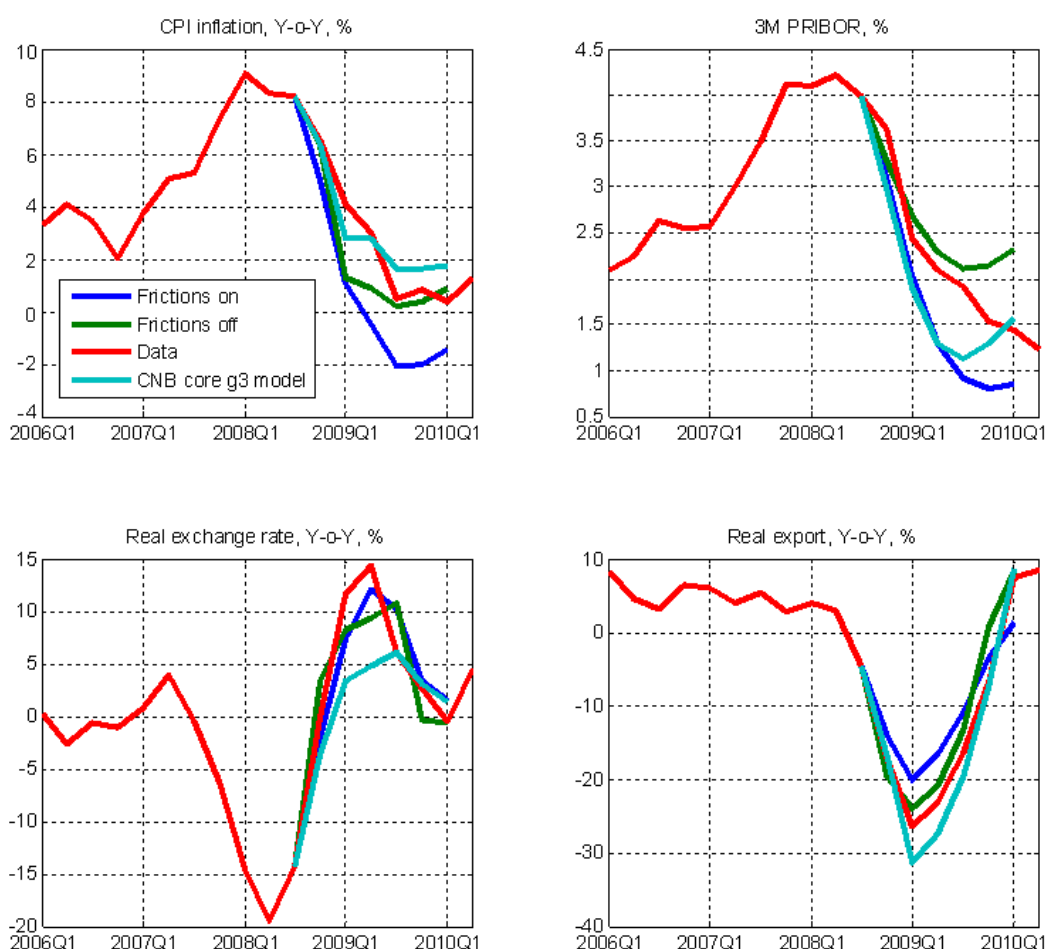 CPI inflation, Y-o-Y, %
10
8
6
4
2
0
-2
-4
Frictions on
Frictions off
Data
CNB core g3 model
2006Q1 2007Q1 2008Q1 2009Q1 2010Q1
3M PRIBOR, %
4.5
3.5
3
2.5
2
1.5
1
0.5
2006Q1 2007Q1 2008Q1 2009Q1 2010Q1
Real exchange rate, Y-o-Y, %
15
10
5
0
-5
-10
-15
-20
2006Q1 2007Q1 2008Q1 2009Q1 2010Q1
Real export, Y-o-Y, %
10
0
-10
-20
-30
-40
2006Q1 2007Q1 2008Q1 2009Q1 2010Q1